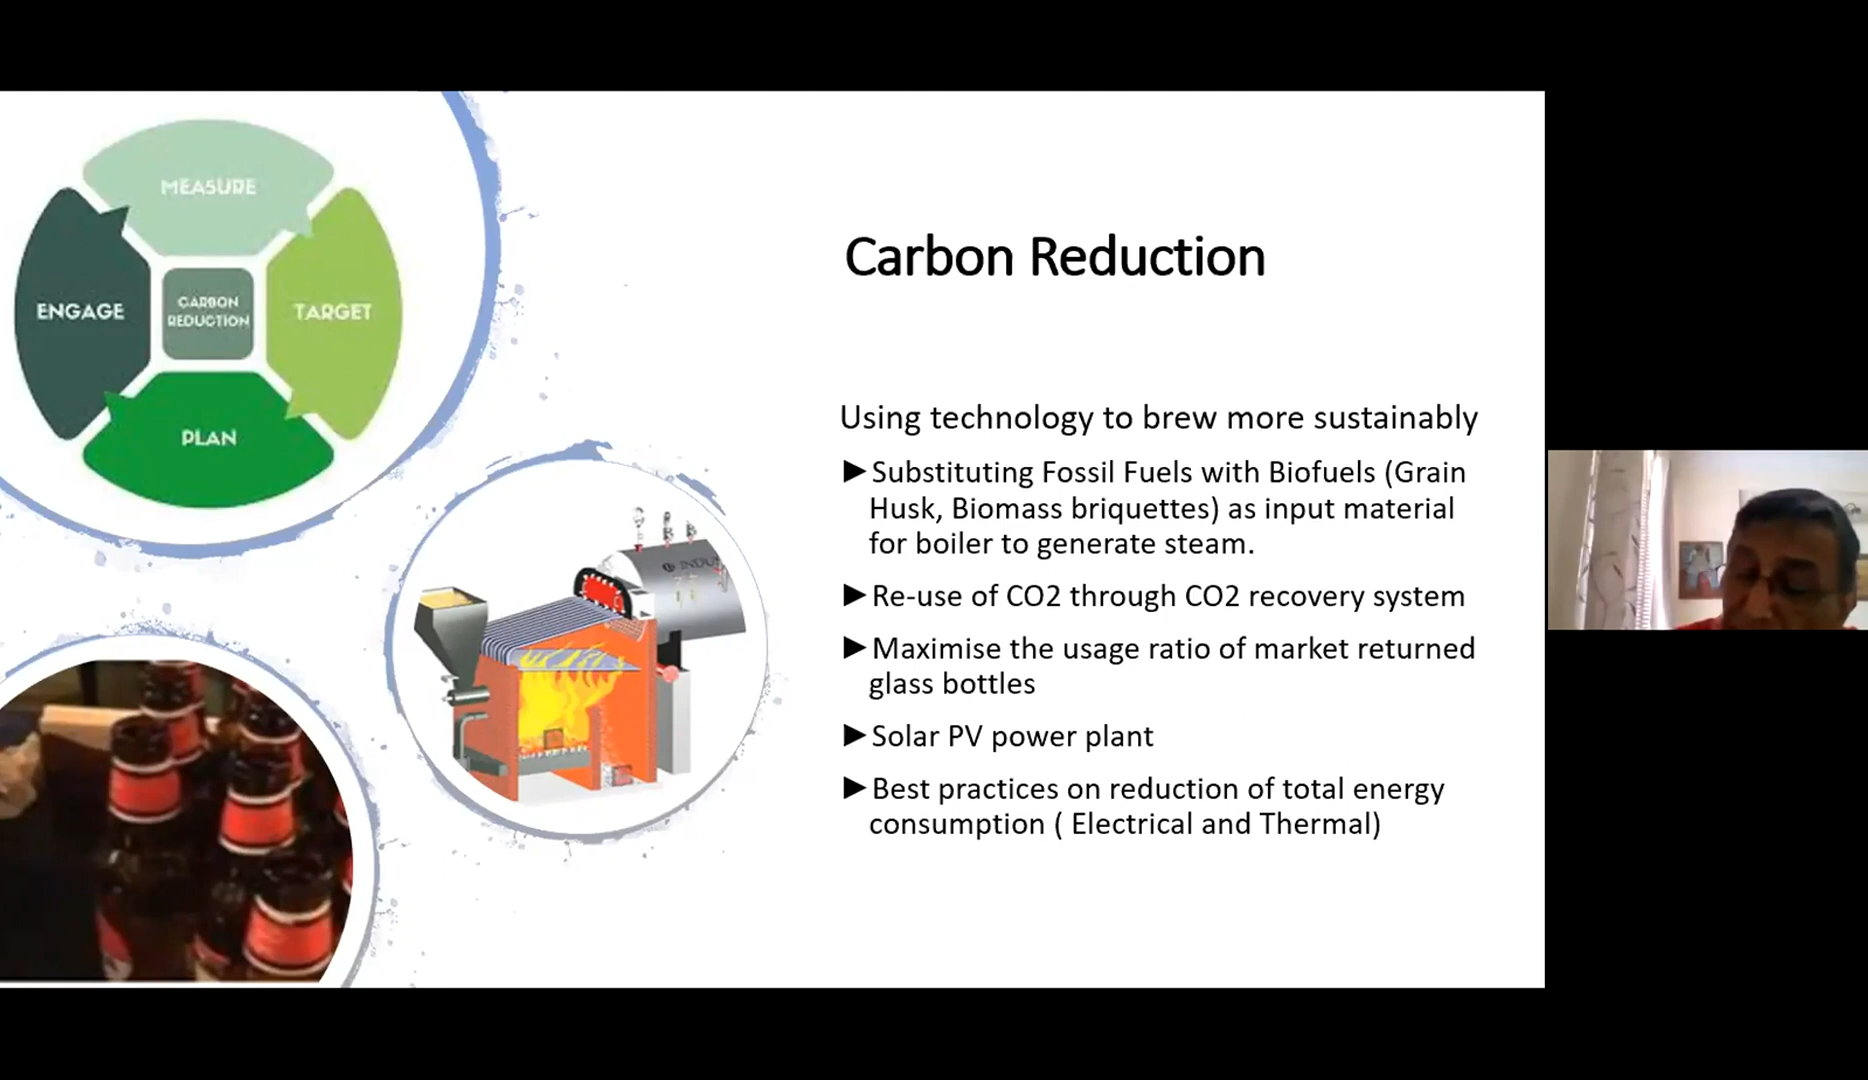 MEASURE
ENGAGE
CARBON
REDUCTION
TARGET
PLAN
Carbon Reduction
Using technology to brew more sustainably
►Substituting Fossil Fuels with Biofuels (Grain
Husk, Biomass briquettes) as input material
for boiler to generate steam.
►Re-use of CO2 through CO2 recovery system
►Maximise the usage ratio of market returned
glass bottles
►Solar PV power plant
►Best practices on reduction of total energy
consumption ( Electrical and Thermal)